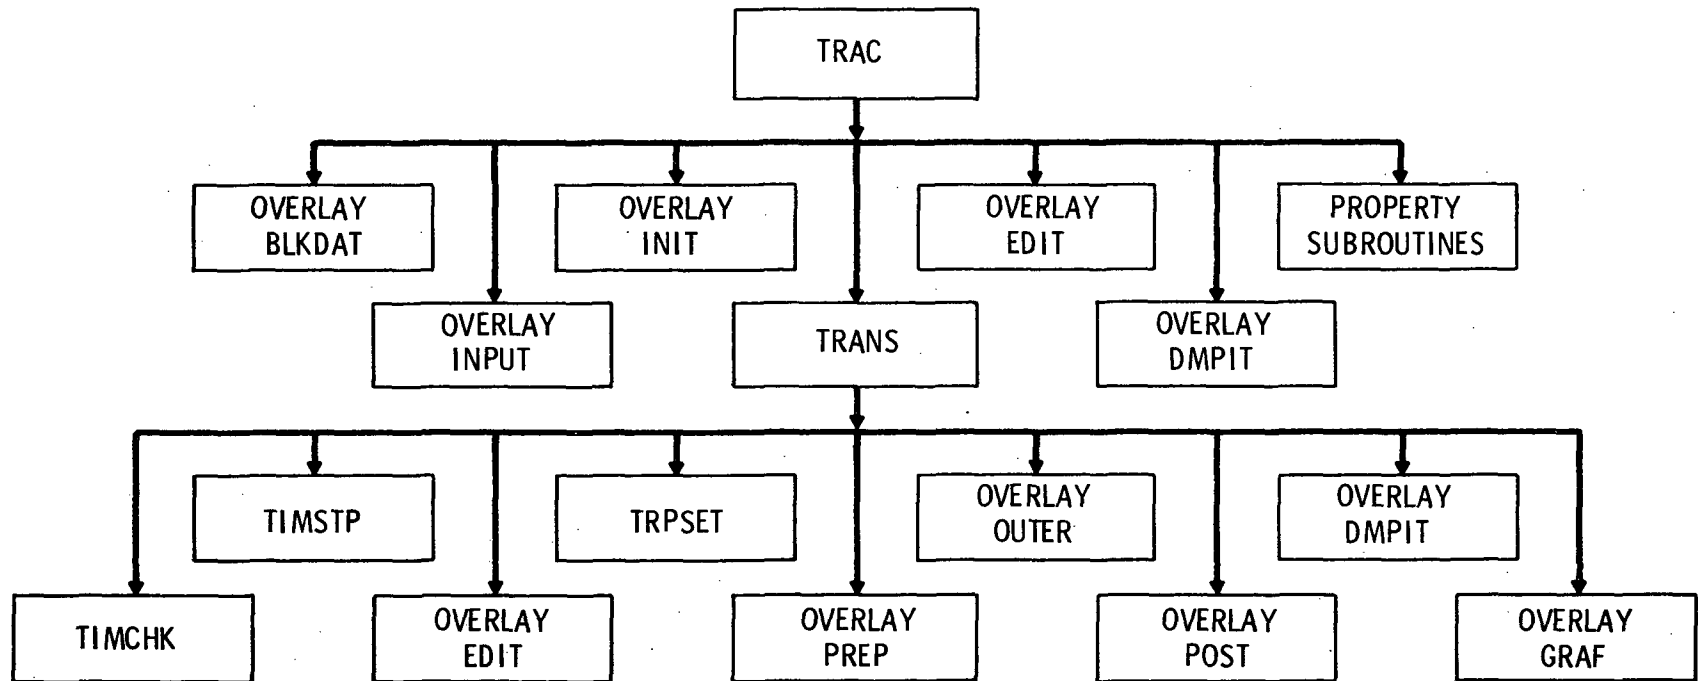 TRAC
OVERLAY
BLKDAT
OVERLAY
INIT
OVERLAY
EDIT
PROPERTY
SUBROUTINES
OVERLAY
INPUT
TRANS
OVERLAY
DMPIT
TIMSTP
TRPSET
OVERLAY
OUTER
OVERLAY
DMPIT
TIMCHK
OVERLAY
EDIT
OVERLAY
PREP
OVERLAY
POST
OVERLAY
GRAF